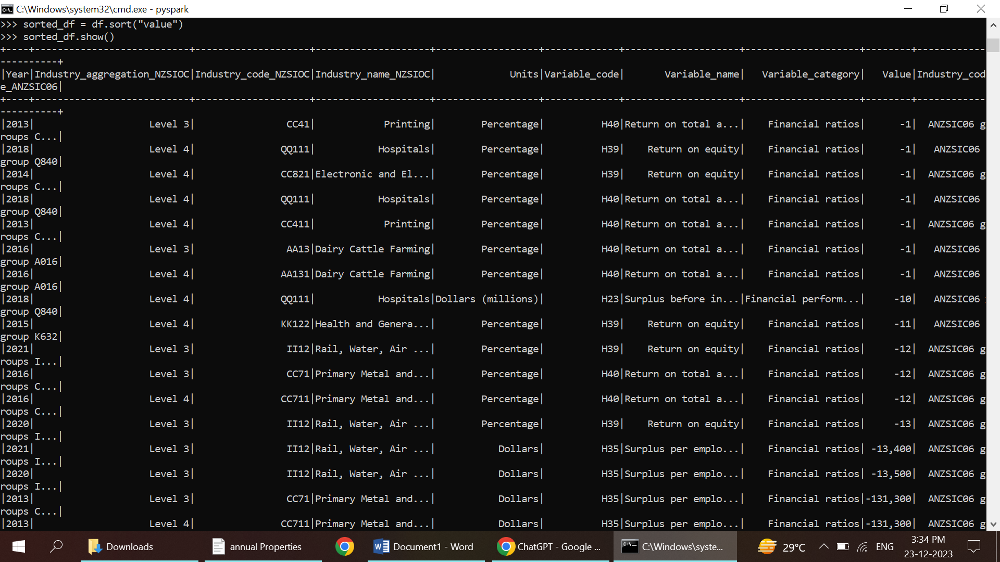 C:\Windows\system32\cmd.exe - pyspark
>>> sorted_df = df.sort("value")
>>> sorted_df.show()
+----+---------------------------+--------------------+--------------------+------------------+-------------+--------------------+--------------------+--------+------------
----------+
|Year|Industry_aggregation_NZSIOC|Industry_code_NZSIOC|Industry_name_NZSIOC|             Units|Variable_code|       Variable_name|   Variable_category|   Value|Industry_cod
e_ANZSIC06|
+----+---------------------------+--------------------+--------------------+------------------+-------------+--------------------+--------------------+--------+------------
----------+
|2013|                    Level 3|                CC41|            Printing|        Percentage|          H40|Return on total a...|    Financial ratios|      -1|  ANZSIC06 g
roups C...|
|2018|                    Level 4|               QQ111|           Hospitals|        Percentage|          H39|    Return on equity|    Financial ratios|      -1|   ANZSIC06
group Q840|
|2014|                    Level 4|               CC821|Electronic and El...|        Percentage|          H39|    Return on equity|    Financial ratios|      -1|  ANZSIC06 g
roups C...|
|2018|                    Level 4|               QQ111|           Hospitals|        Percentage|          H40|Return on total a...|    Financial ratios|      -1|   ANZSIC06
group Q840|
|2013|                    Level 4|               CC411|            Printing|        Percentage|          H40|Return on total a...|    Financial ratios|      -1|  ANZSIC06 g
roups C...|
|2016|                    Level 3|                AA13|Dairy Cattle Farming|        Percentage|          H40|Return on total a...|    Financial ratios|      -1|   ANZSIC06
group A016|
|2016|                    Level 4|               AA131|Dairy Cattle Farming|        Percentage|          H40|Return on total a...|    Financial ratios|      -1|   ANZSIC06
group A016|
|2018|                    Level 4|               QQ111|           Hospitals|Dollars (millions)|          H23|Surplus before in...|Financial perform...|     -10|   ANZSIC06
group Q840|
|2015|                    Level 4|               KK122|Health and Genera...|        Percentage|          H39|    Return on equity|    Financial ratios|     -11|   ANZSIC06
group K632|
|2021|                    Level 3|                II12|Rail, Water, Air ...|        Percentage|          H39|    Return on equity|    Financial ratios|     -12|  ANZSIC06 g
roups I...|
|2016|                    Level 3|                CC71|Primary Metal and...|        Percentage|          H40|Return on total a...|    Financial ratios|     -12|  ANZSIC06 g
roups C...|
|2016|                    Level 4|               CC711|Primary Metal and...|        Percentage|          H40|Return on total a...|    Financial ratios|     -12|  ANZSIC06 g
roups C...|
|2020|                    Level 3|                II12|Rail, Water, Air ...|        Percentage|          H39|    Return on equity|    Financial ratios|     -13|  ANZSIC06 g
roups I...|
|2021|                    Level 3|                II12|Rail, Water, Air ...|           Dollars|          H35|Surplus per emplo...|    Financial ratios| -13,400|  ANZSIC06 g
roups I...|
|2020|                    Level 3|                II12|Rail, Water, Air ...|           Dollars|          H35|Surplus per emplo...|    Financial ratios| -13,500|  ANZSIC06 g
roups I...|
|2013|                    Level 3|                CC71|Primary Metal and...|           Dollars|          H35|Surplus per emplo...|    Financial ratios|-131,300|  ANZSIC06 g
roups C...|
|2013|                    Level 4|               CC711|Primary Metal and...|           Dollars|          H35|Surplus per emplo...|    Financial ratios|-131,300|  ANZSIC06 g
Downloads
annual Properties
Document1 - Word
ChatGPT - Google ...
C:\Windows\syste...
29°C
ENG
3:34 PM
23-12-2023